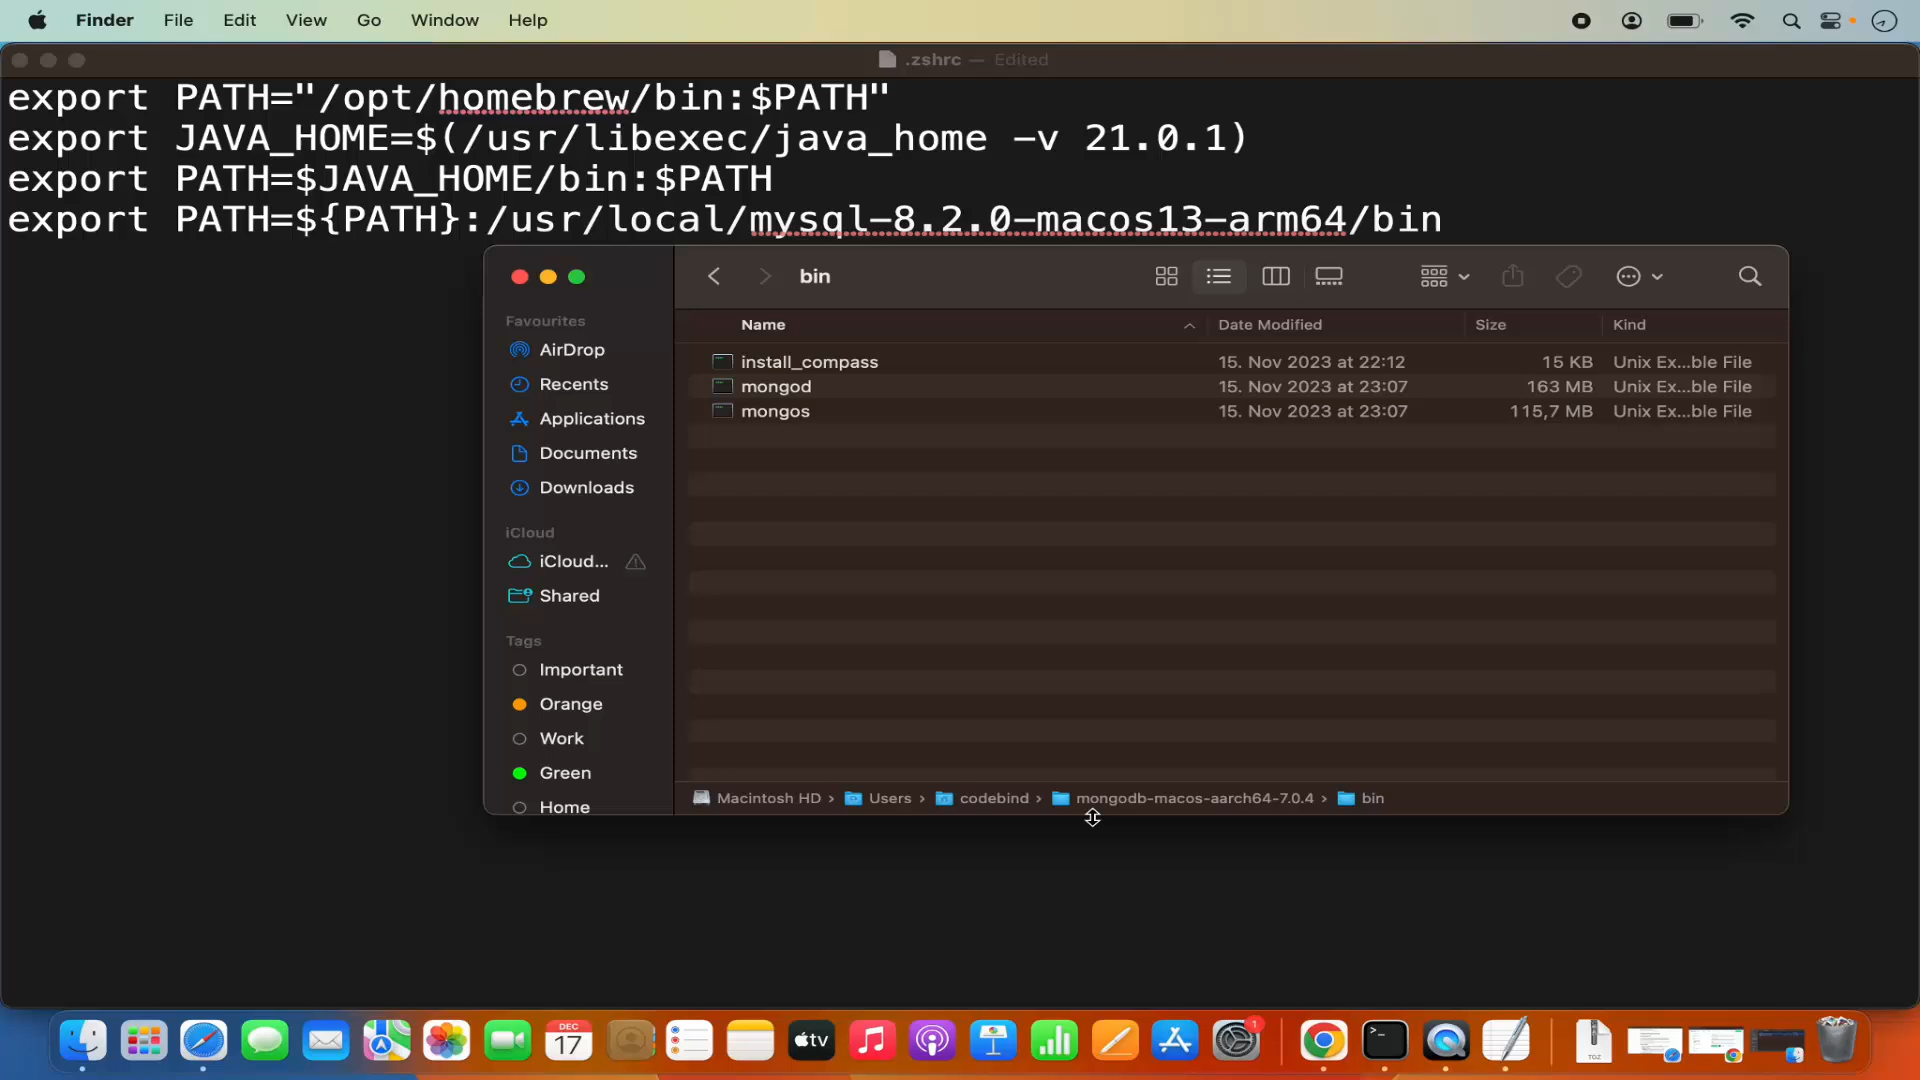 Finder File Edit View Go Window Help
.zshrc — Edited
export PATH="/opt/homebrew/bin:$PATH"
export JAVA_HOME=$(/usr/libexec/java_home -v 21.0.1)
export PATH=$JAVA_HOME/bin:$PATH
export PATH=${PATH}:/usr/local/mysql-8.2.0-macos13-arm64/bin
bin
Favourites
AirDrop
Recents
Applications
Documents
Downloads
iCloud
iCloud...
Shared
Tags
Important
Orange
Work
Green
Home
Name Date Modified Size Kind
install_compass 15. Nov 2023 at 22:12 15 KB Unix Ex...ble File
mongod 15. Nov 2023 at 23:07 163 MB Unix Ex...ble File
mongos 15. Nov 2023 at 23:07 115,7 MB Unix Ex...ble File
Macintosh HD › Users › codebind › mongodb-macos-aarch64-7.0.4 › bin
DEC
17
tv
1
>_
TGZ